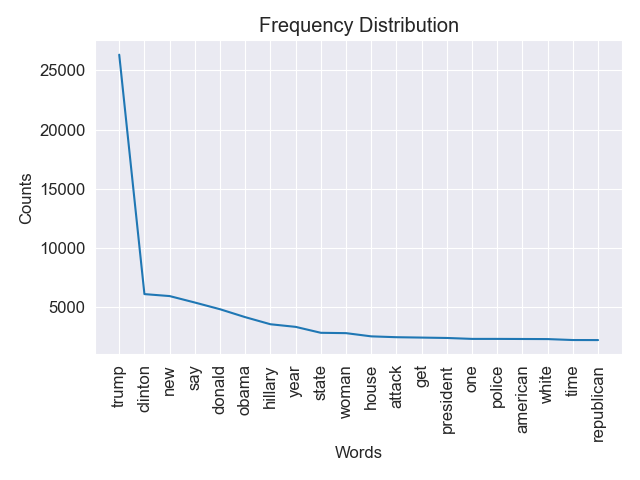 Frequency Distribution
Counts
25000
20000
15000
10000
5000
trump
clinton
new
say
donald
obama
hillary
year
state
woman
house
attack
get
president
one
police
american
white
time
republican
Words